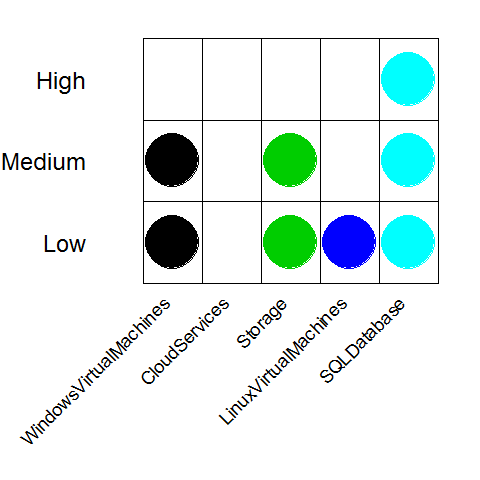 High
Medium
Low
WindowsVirtualMachines
CloudServices
Storage
LinuxVirtualMachines
SQLDatabase